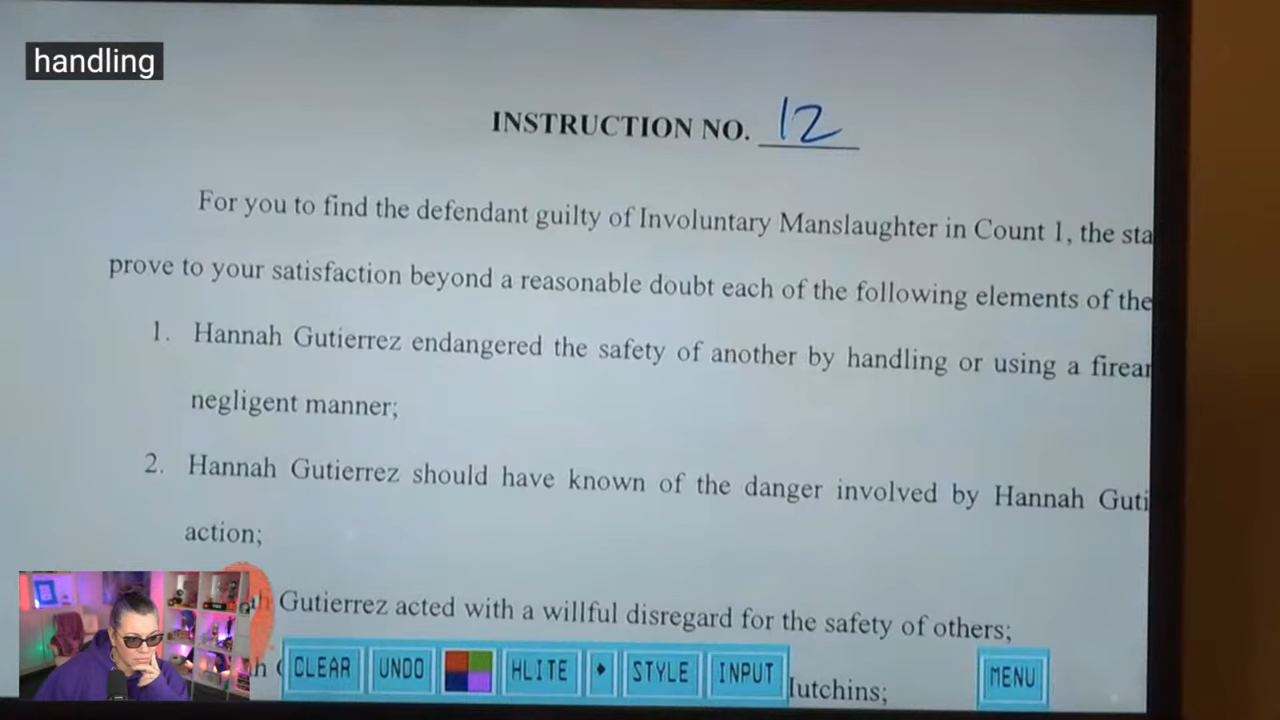 handling
INSTRUCTION NO. 12
For you to find the defendant guilty of Involuntary Manslaughter in Count 1, the sta
prove to your satisfaction beyond a reasonable doubt each of the following elements of the
1. Hannah Gutierrez endangered the safety of another by handling or using a firear
negligent manner;
2. Hannah Gutierrez should have known of the danger involved by Hannah Guti
action;
Gutierrez acted with a willful disregard for the safety of others;
Hutchins;
CLEAR UNDO HLITE STYLE INPUT MENU